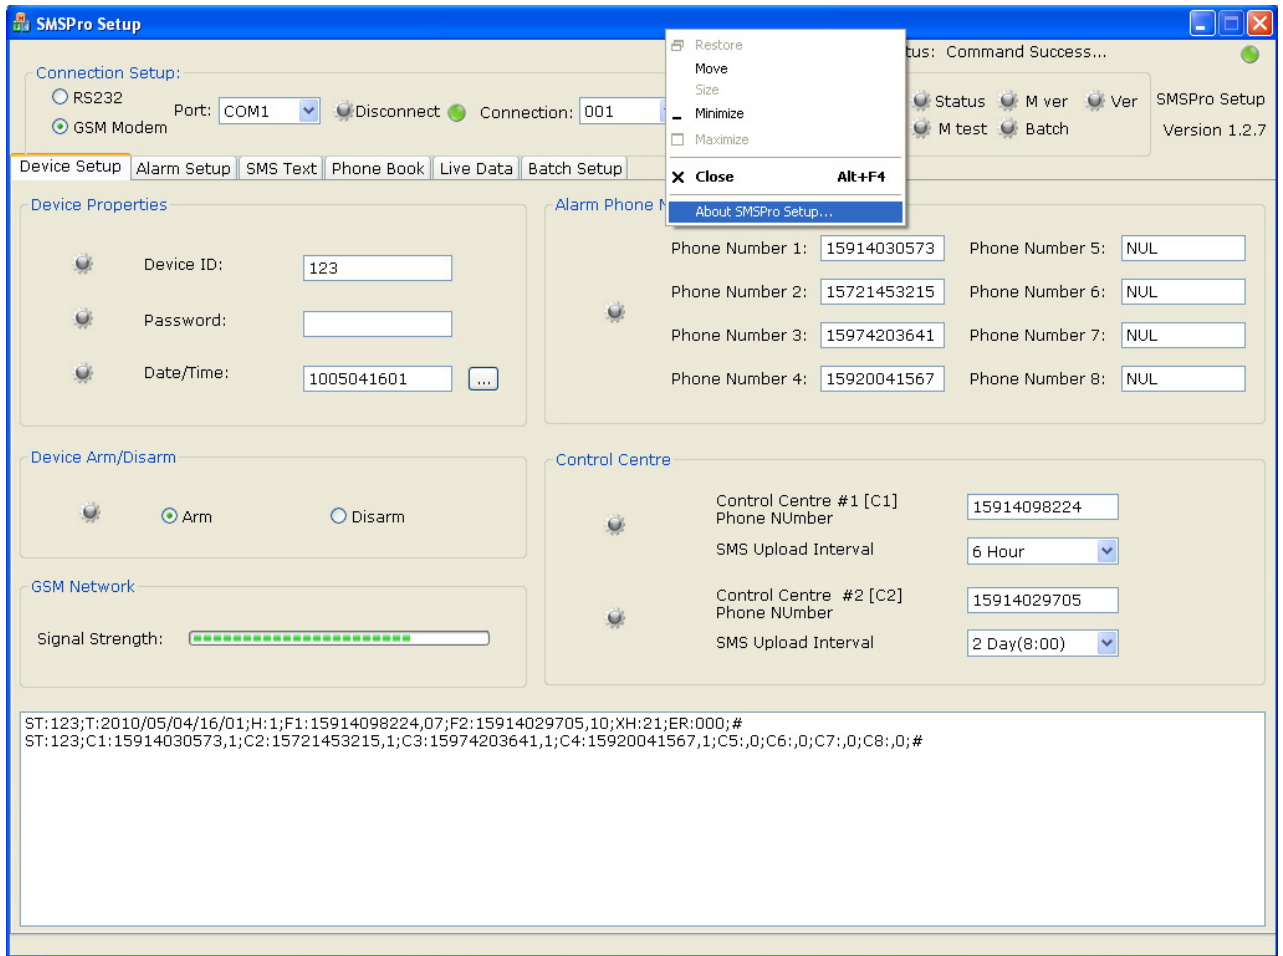 SMSPro Setup
Restore
Move
Size
Minimize
Maximize
Close Alt+F4
About SMSPro Setup...
tus: Command Success...
Connection Setup:
RS232
GSM Modem
Port: COM1
Disconnect
Connection: 001
Status M ver Ver
M test Batch
SMSPro Setup
Version 1.2.7
Device Setup Alarm Setup SMS Text Phone Book Live Data Batch Setup
Device Properties
Device ID: 123
Password:
Date/Time: 1005041601 ...
Alarm Phone N
Phone Number 1: 15914030573 Phone Number 5: NUL
Phone Number 2: 15721453215 Phone Number 6: NUL
Phone Number 3: 15974203641 Phone Number 7: NUL
Phone Number 4: 15920041567 Phone Number 8: NUL
Device Arm/Disarm
Arm Disarm
GSM Network
Signal Strength:
Control Centre
Control Centre #1 [C1]
Phone NUmber
15914098224
SMS Upload Interval 6 Hour
Control Centre #2 [C2]
Phone NUmber
15914029705
SMS Upload Interval 2 Day(8:00)
ST:123;T:2010/05/04/16/01;H:1;F1:15914098224,07;F2:15914029705,10;XH:21;ER:000;#
ST:123;C1:15914030573,1;C2:15721453215,1;C3:15974203641,1;C4:15920041567,1;C5:,0;C6:,0;C7:,0;C8:,0;#